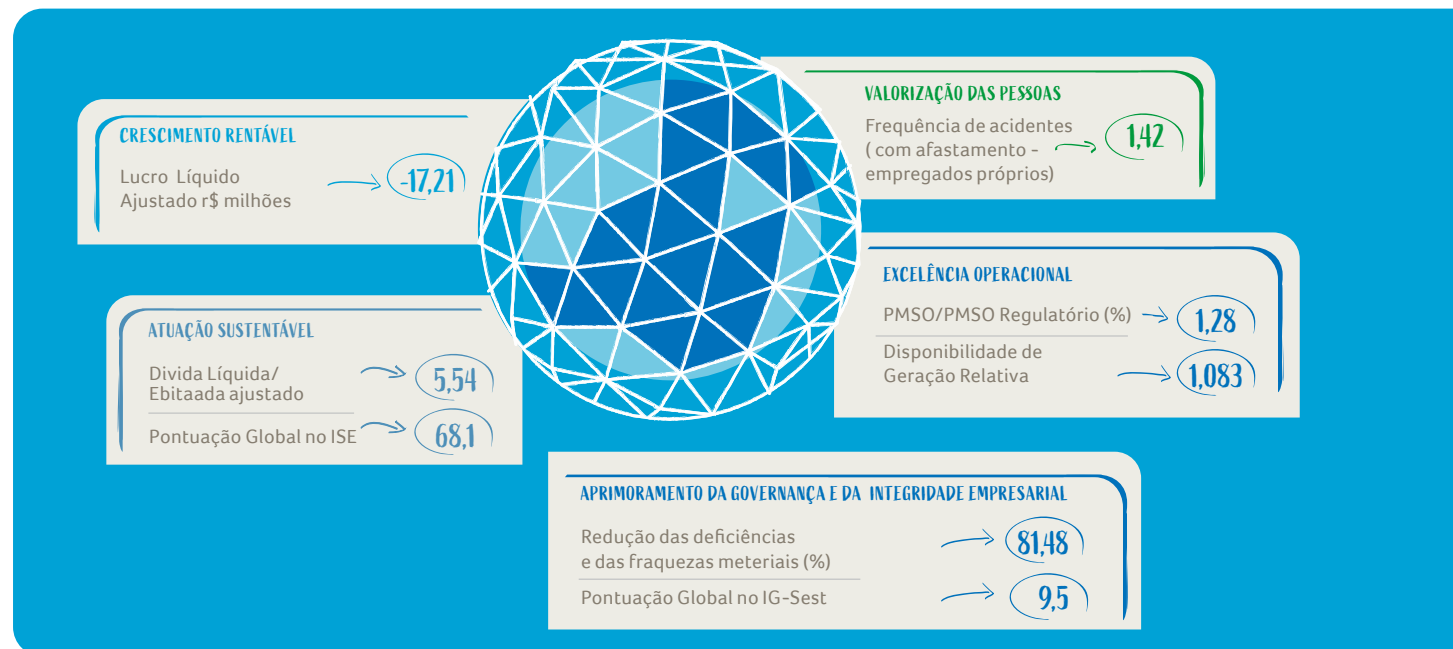 CRESCIMENTO RENTÁVEL
Lucro Líquido
Ajustado r$ milhões
-17,21
VALORIZAÇÃO DAS PESSOAS
Frequência de acidentes
( com afastamento -
empregados próprios)
1,42
ATUAÇÃO SUSTENTÁVEL
Divida Líquida/
Ebitaada ajustado
5,54
Pontuação Global no ISE
68,1
EXCELÊNCIA OPERACIONAL
PMSO/PMSO Regulatório (%)
1,28
Disponibilidade de
Geração Relativa
1,083
APRIMORAMENTO DA GOVERNANÇA E DA INTEGRIDADE EMPRESARIAL
Redução das deficiências
e das fraquezas meteriais (%)
81,48
Pontuação Global no IG-Sest
9,5